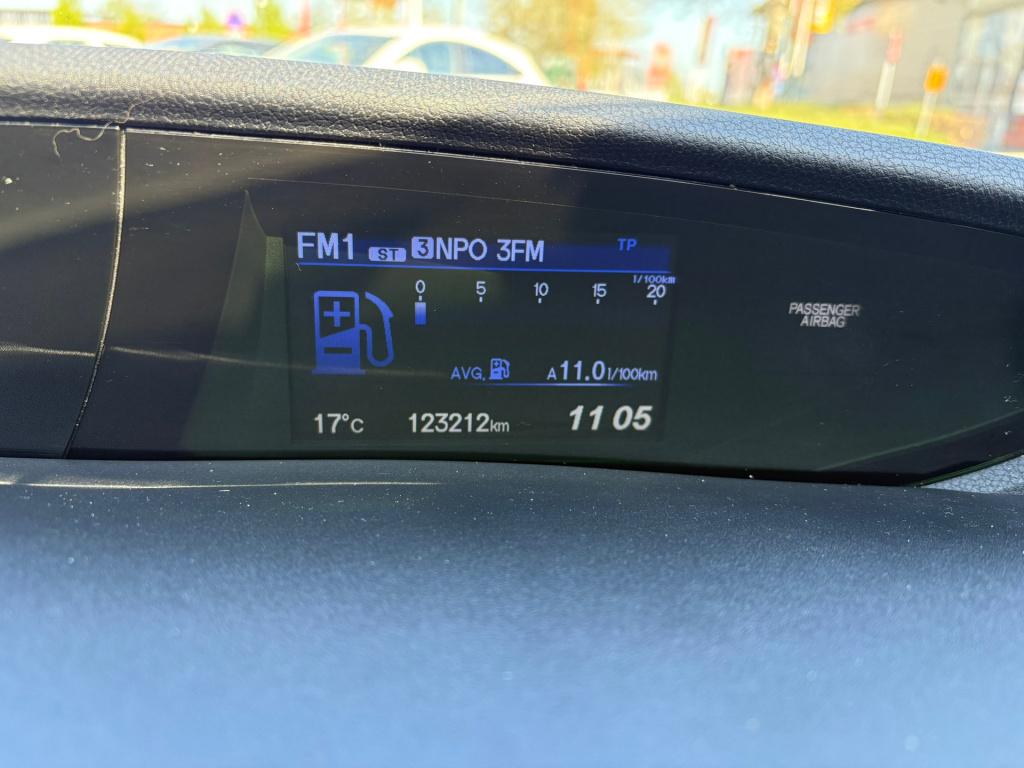 FM1 ST 3 NPO 3FM TP
l/100km
0 5 10 15 20
AVG. A 11.0 l/100km
17°C 123212km 11 05
PASSENGER
AIRBAG